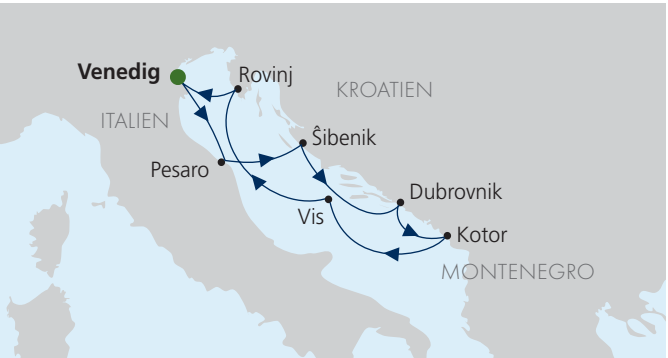 Venedig
Rovinj
KROATIEN
ITALIEN
Ŝibenik
Pesaro
Dubrovnik
Vis
Kotor
MONTENEGRO